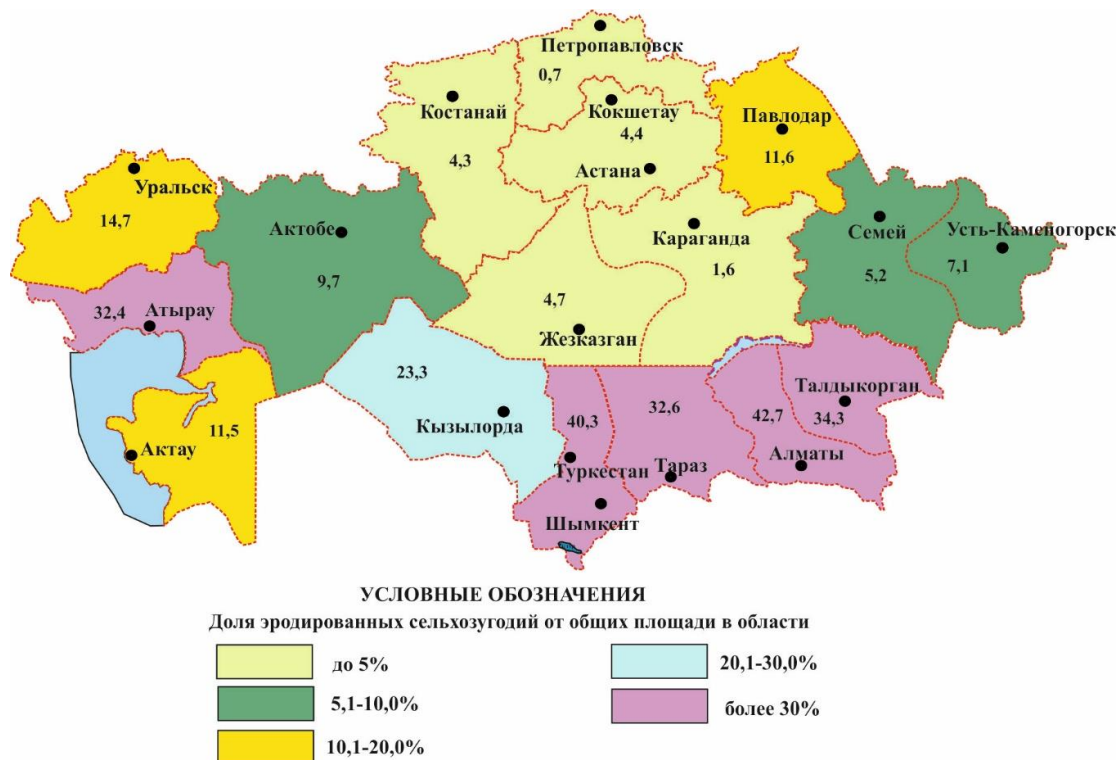 Петропавловск
0,7
Костанай
4,3
Кокшетау
4,4
Астана
Павлодар
11,6
Уральск
14,7
Актобе
9,7
Караганда
1,6
Семей
5,2
Усть-Каменогорск
7,1
32,4
Атырау
4,7
Жезказган
23,3
Кызылорда
40,3
Туркестан
32,6
Тараз
42,7
Алматы
Талдыкорган
34,3
11,5
Актау
Шымкент
УСЛОВНЫЕ ОБОЗНАЧЕНИЯ
Доля эродированных сельхозугодий от общих площади в области
до 5%
5,1-10,0%
10,1-20,0%
20,1-30,0%
более 30%